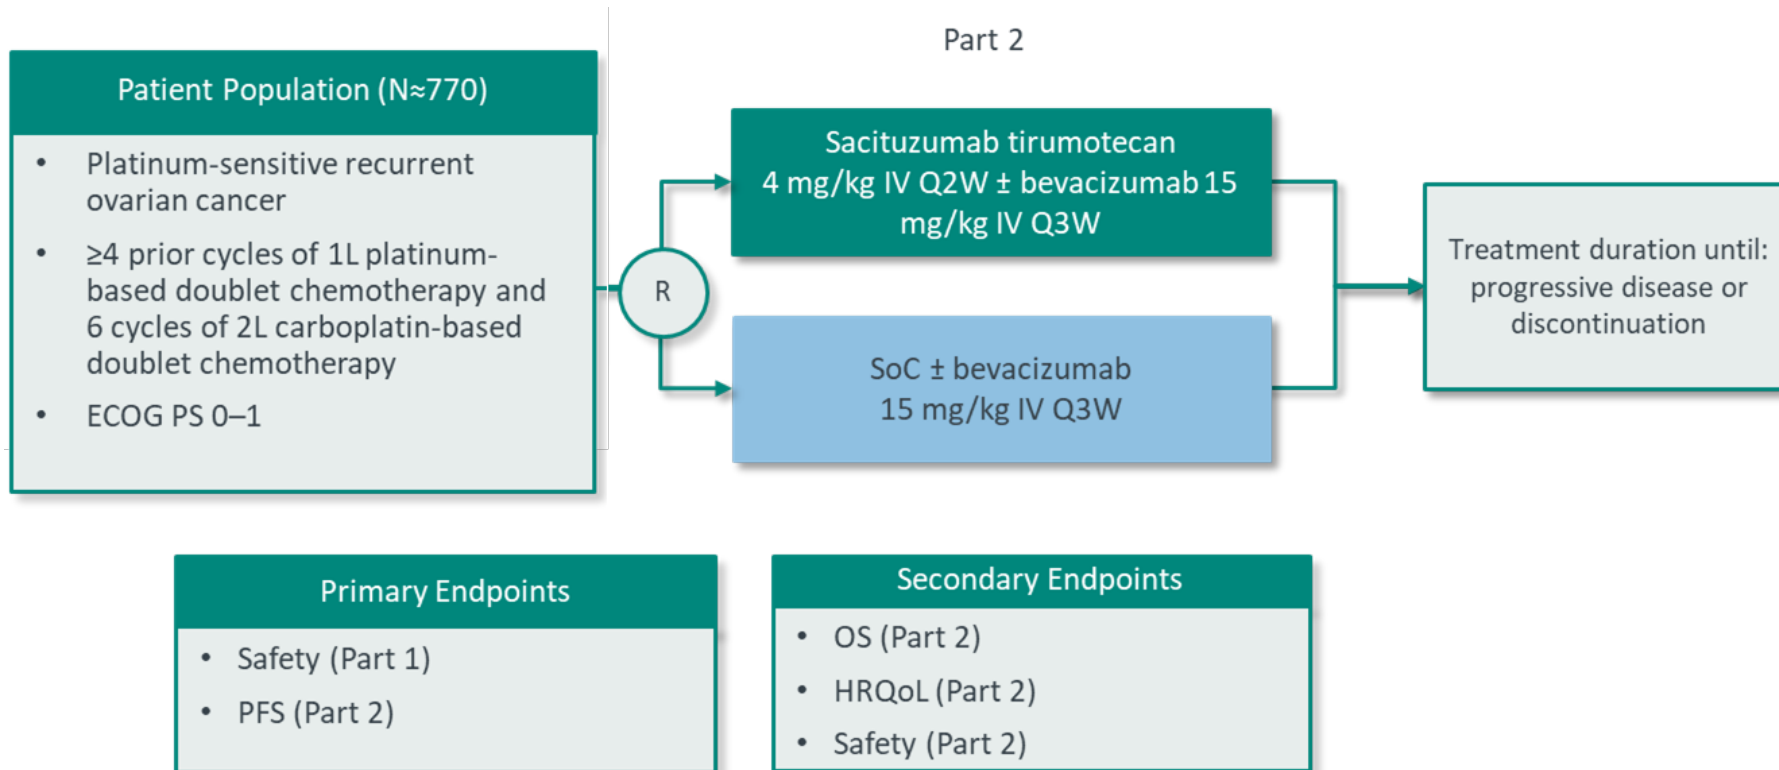 Part 2
Patient Population (N≈770)
• Platinum-sensitive recurrent
ovarian cancer
• ≥4 prior cycles of 1L platinum-
based doublet chemotherapy and
6 cycles of 2L carboplatin-based
doublet chemotherapy
• ECOG PS 0–1
R
Sacituzumab tirumotecan
4 mg/kg IV Q2W ± bevacizumab 15
mg/kg IV Q3W
SoC ± bevacizumab
15 mg/kg IV Q3W
Treatment duration until:
progressive disease or
discontinuation
Primary Endpoints
• Safety (Part 1)
• PFS (Part 2)
Secondary Endpoints
• OS (Part 2)
• HRQoL (Part 2)
• Safety (Part 2)